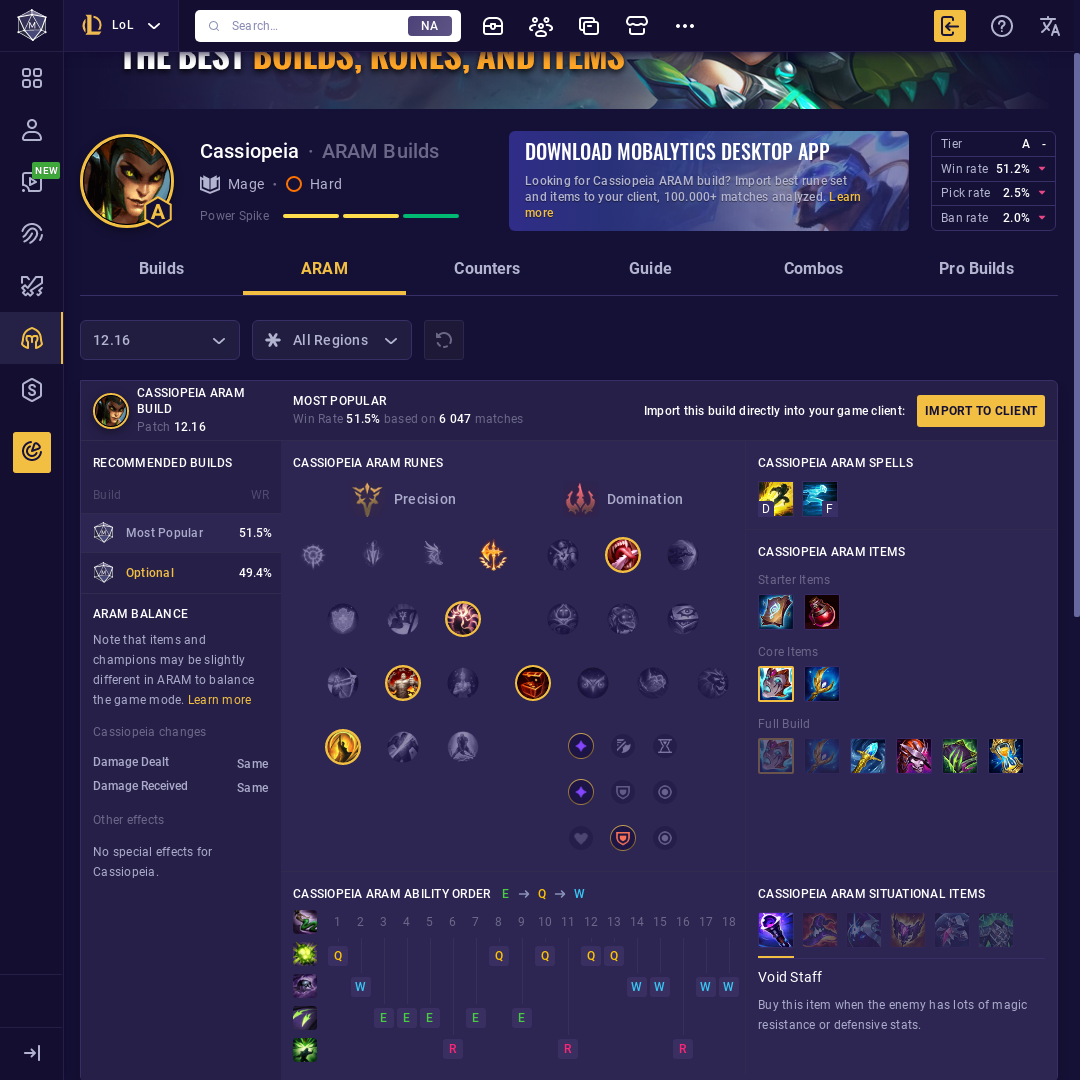 LoL
Search...
NA
THE BEST BUILDS, RUNES, AND ITEMS
NEW
Cassiopeia · ARAM Builds
Mage · Hard
Power Spike
A
DOWNLOAD MOBALYTICS DESKTOP APP
Looking for Cassiopeia ARAM build? Import best rune set
and items to your client, 100.000+ matches analyzed. Learn
more
Tier A -
Win rate 51.2%
Pick rate 2.5%
Ban rate 2.0%
Builds
ARAM
Counters
Guide
Combos
Pro Builds
12.16
All Regions
CASSIOPEIA ARAM
BUILD
Patch 12.16
MOST POPULAR
Win Rate 51.5% based on 6 047 matches
Import this build directly into your game client:
IMPORT TO CLIENT
RECOMMENDED BUILDS
Build WR
Most Popular 51.5%
Optional 49.4%
ARAM BALANCE
Note that items and
champions may be slightly
different in ARAM to balance
the game mode. Learn more
Cassiopeia changes
Damage Dealt Same
Damage Received Same
Other effects
No special effects for
Cassiopeia.
CASSIOPEIA ARAM RUNES
Precision
Domination
CASSIOPEIA ARAM SPELLS
D F
CASSIOPEIA ARAM ITEMS
Starter Items
Core Items
Full Build
CASSIOPEIA ARAM ABILITY ORDER E → Q → W
1 2 3 4 5 6 7 8 9 10 11 12 13 14 15 16 17 18
Q Q Q Q Q
W W W W W
E E E E E
R R R
CASSIOPEIA ARAM SITUATIONAL ITEMS
Void Staff
Buy this item when the enemy has lots of magic
resistance or defensive stats.